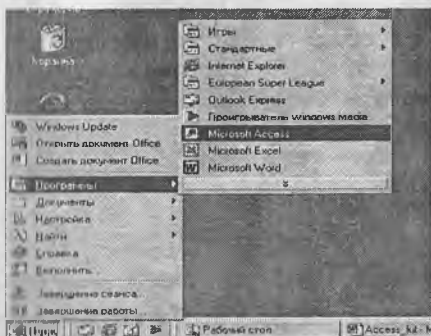 Корзина
Игры
Стандартные
Internet Explorer
European Super League
Outlook Express
Проигрыватель Windows Media
Microsoft Access
Microsoft Excel
Microsoft Word
Windows Update
Открыть документ Office
Создать документ Office
Программы
Документы
Настройка
Найти
Справка
Выполнить...
Завершение сеанса
Завершение работы
Пуск
Рабочий стол